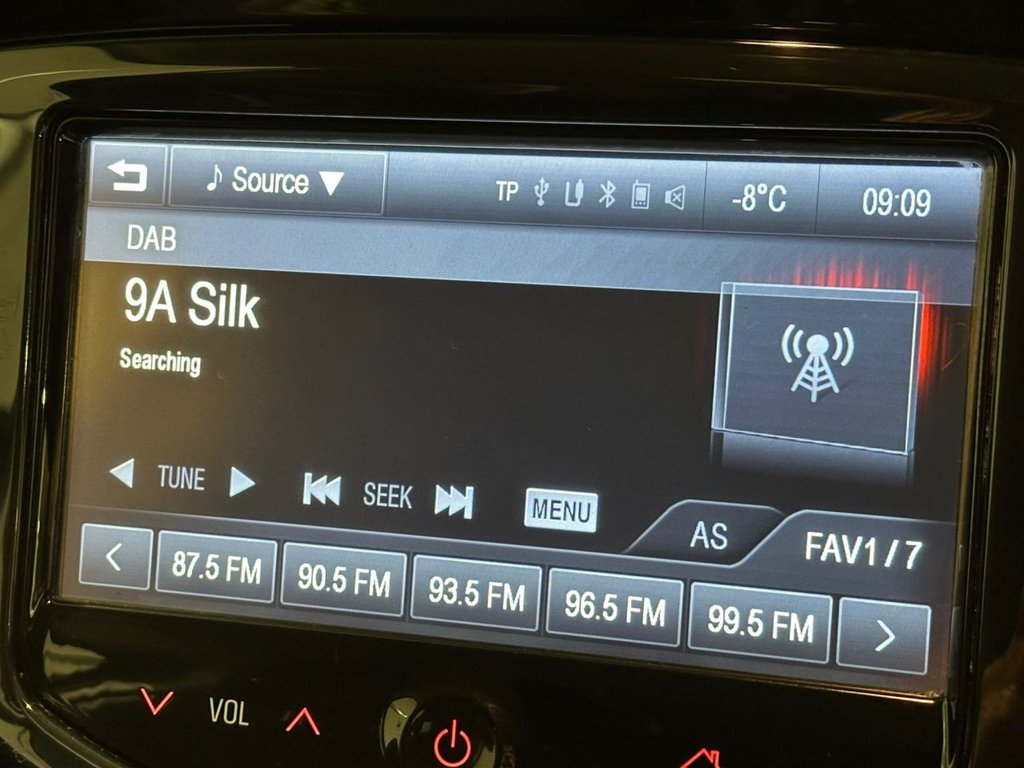 Source
TP
-8°C
09:09
DAB
9A Silk
Searching
TUNE
SEEK
MENU
AS
FAV1/7
87.5 FM
90.5 FM
93.5 FM
96.5 FM
99.5 FM
VOL